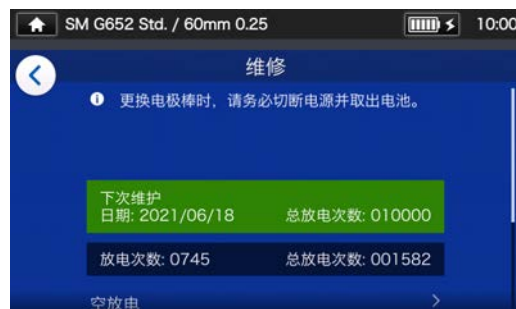 SM G652 Std. / 60mm 0.25
10:00
维修
更换电极棒时，请务必切断电源并取出电池。
下次维护
日期: 2021/06/18 总放电次数: 010000
放电次数: 0745 总放电次数: 001582
空放电